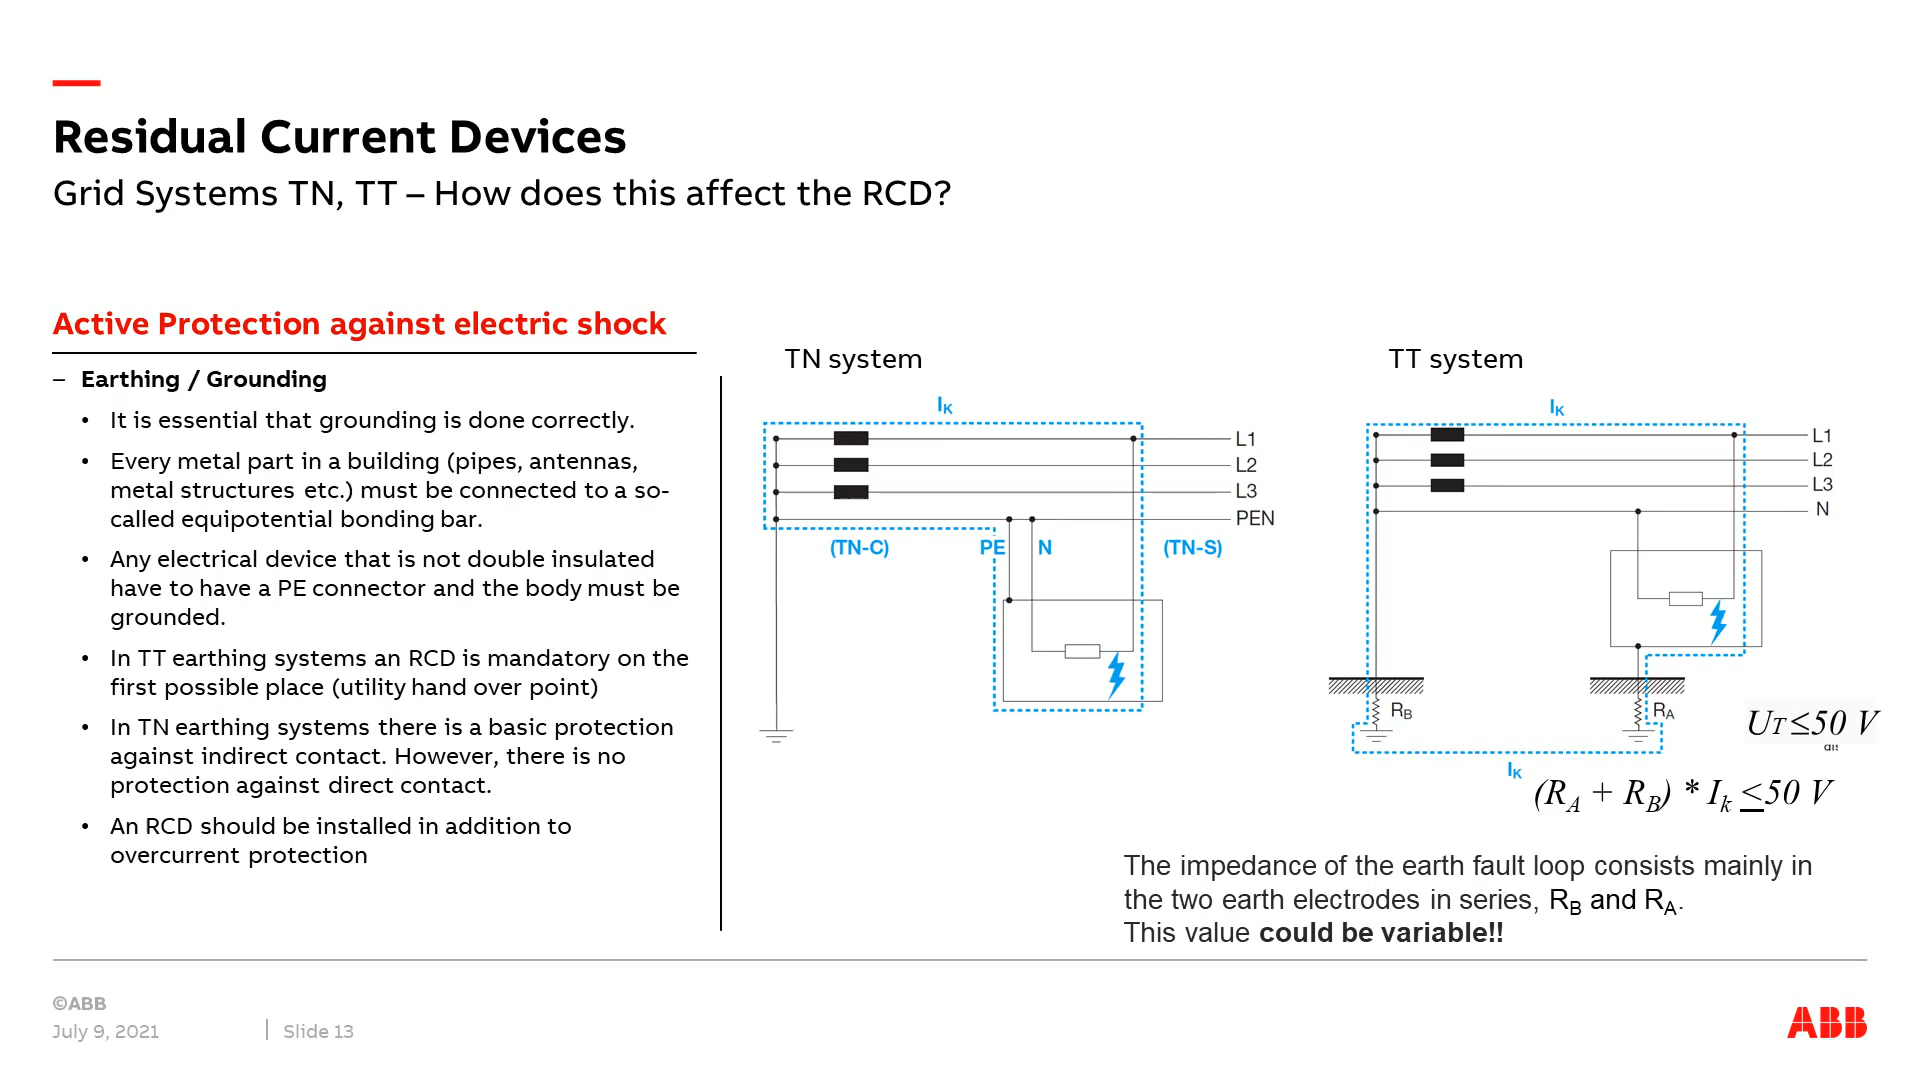 Residual Current Devices
Grid Systems TN, TT – How does this affect the RCD?
Active Protection against electric shock
– Earthing / Grounding
• It is essential that grounding is done correctly.
• Every metal part in a building (pipes, antennas,
metal structures etc.) must be connected to a so-
called equipotential bonding bar.
• Any electrical device that is not double insulated
have to have a PE connector and the body must be
grounded.
• In TT earthing systems an RCD is mandatory on the
first possible place (utility hand over point)
• In TN earthing systems there is a basic protection
against indirect contact. However, there is no
protection against direct contact.
• An RCD should be installed in addition to
overcurrent protection
TN system
IK
L1
L2
L3
PEN
(TN-C) PE N (TN-S)
TT system
IK
L1
L2
L3
N
RB RA
IK
UT ≤50 V
(RA + RB) * Ik ≤50 V
The impedance of the earth fault loop consists mainly in
the two earth electrodes in series, RB and RA.
This value could be variable!!
©ABB
July 9, 2021 Slide 13
ABB